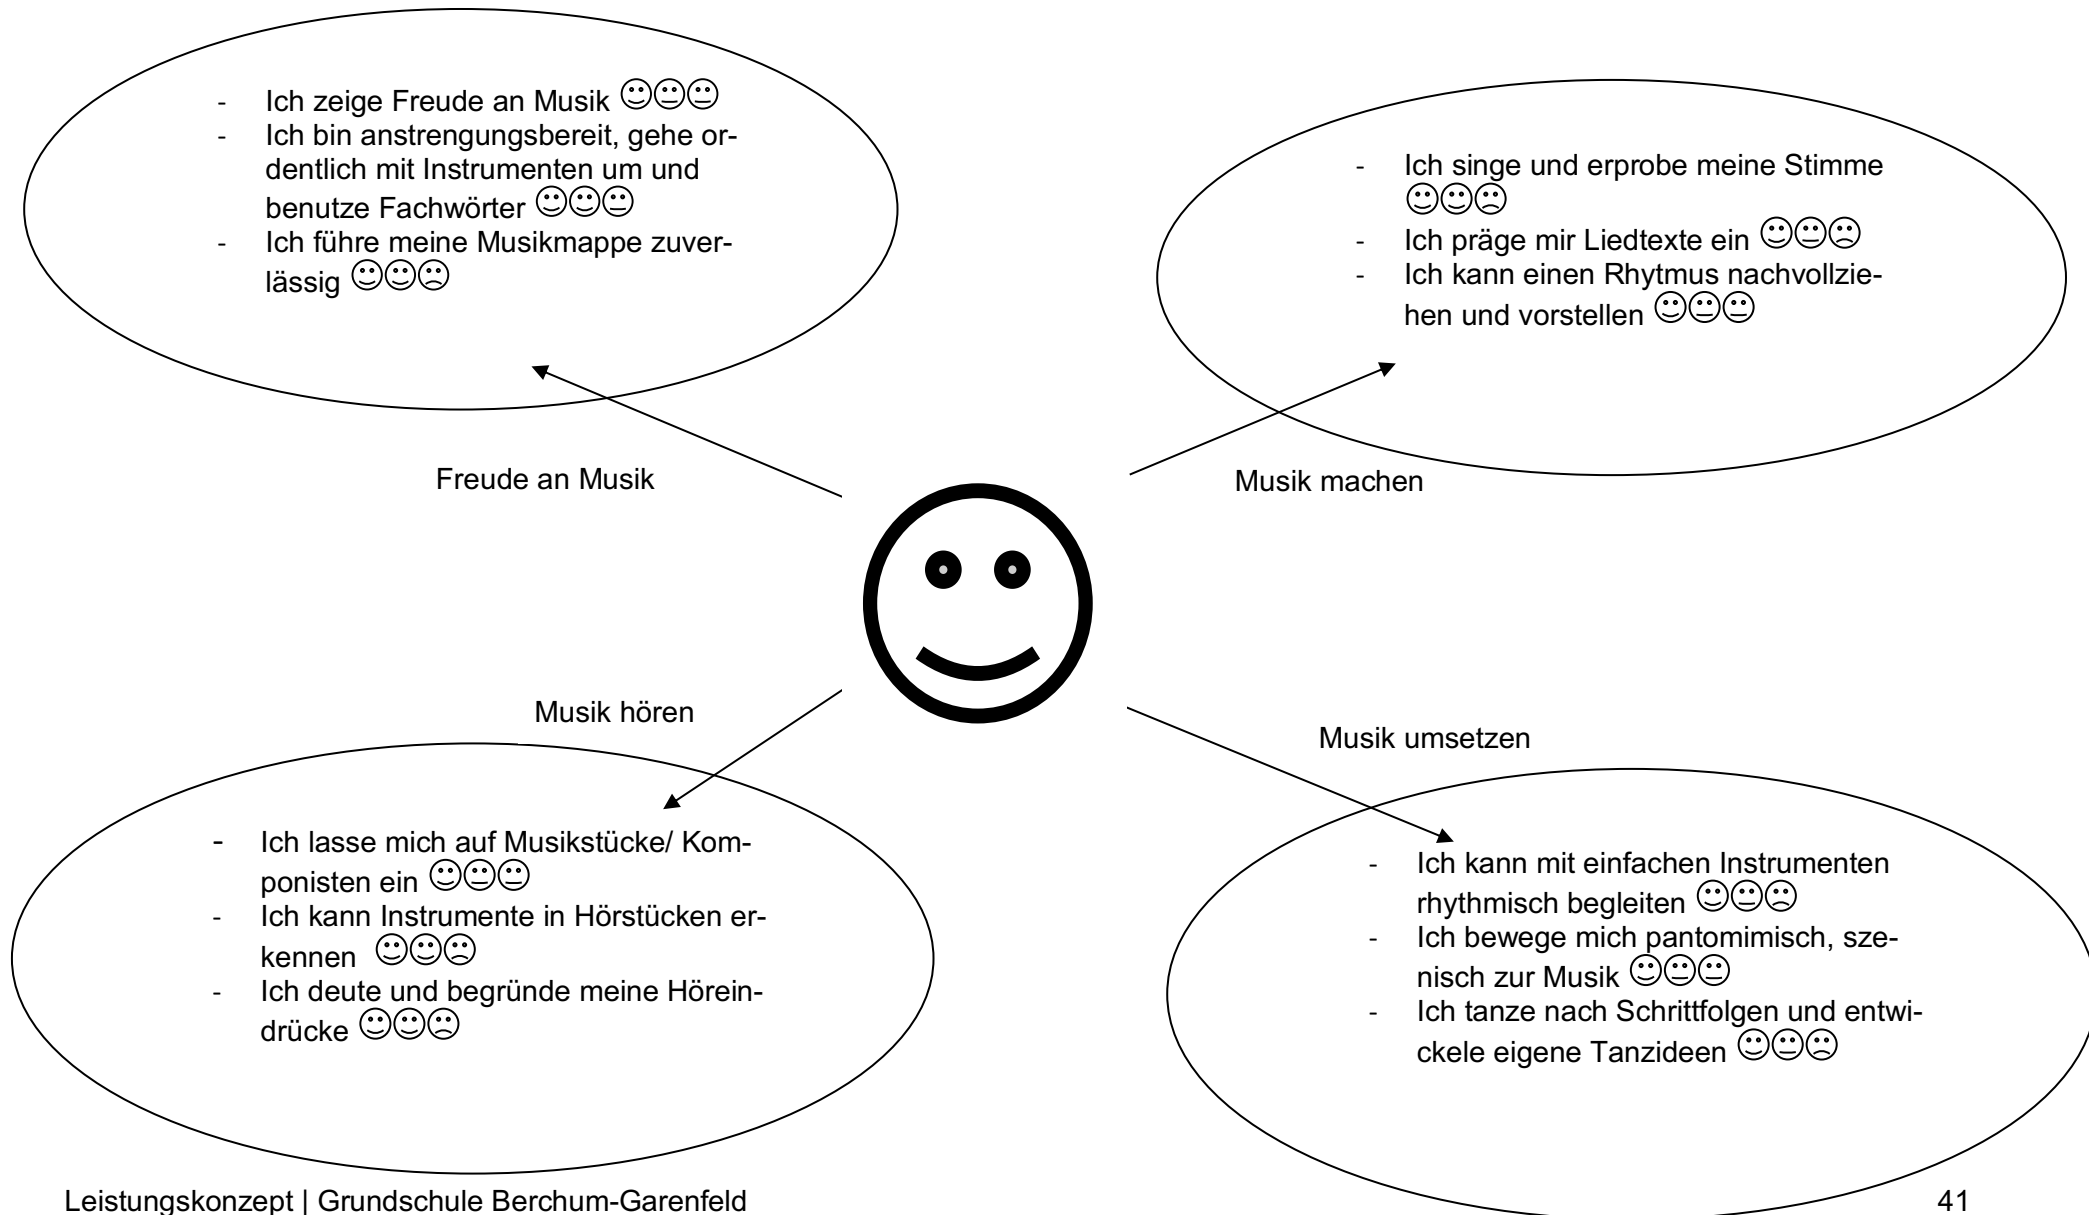 - Ich zeige Freude an Musik ☺☺😐
- Ich bin anstrengungsbereit, gehe or-
dentlich mit Instrumenten um und
benutze Fachwörter ☺☺😐
- Ich führe meine Musikmappe zuver-
lässig ☺☺☹
Freude an Musik
- Ich singe und erprobe meine Stimme
☺☺☹
- Ich präge mir Liedtexte ein ☺😐☹
- Ich kann einen Rhytmus nachvollzie-
hen und vorstellen ☺😐😐
Musik machen
Musik hören
- Ich lasse mich auf Musikstücke/ Kom-
ponisten ein ☺😐😐
- Ich kann Instrumente in Hörstücken er-
kennen ☺☺☹
- Ich deute und begründe meine Hörein-
drücke ☺☺☹
Musik umsetzen
- Ich kann mit einfachen Instrumenten
rhythmisch begleiten ☺😐☹
- Ich bewege mich pantomimisch, sze-
nisch zur Musik ☺😐😐
- Ich tanze nach Schrittfolgen und entwi-
ckele eigene Tanzideen ☺😐☹
Leistungskonzept | Grundschule Berchum-Garenfeld
41